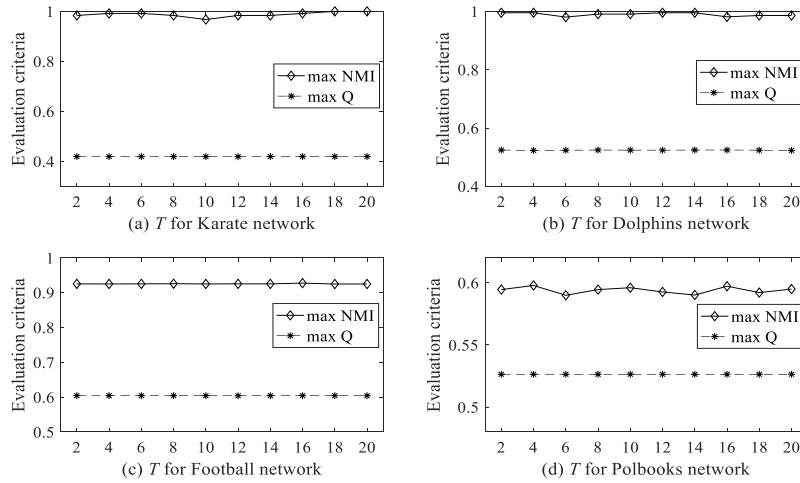 1
0.8
0.6
0.4
Evaluation criteria
max NMI
max Q
2 4 6 8 10 12 14 16 18 20
(a) T for Karate network
1
0.8
0.6
0.4
Evaluation criteria
max NMI
max Q
2 4 6 8 10 12 14 16 18 20
(b) T for Dolphins network
1
0.9
0.8
0.7
0.6
0.5
Evaluation criteria
max NMI
max Q
2 4 6 8 10 12 14 16 18 20
(c) T for Football network
0.6
0.55
0.5
Evaluation criteria
max NMI
max Q
2 4 6 8 10 12 14 16 18 20
(d) T for Polbooks network